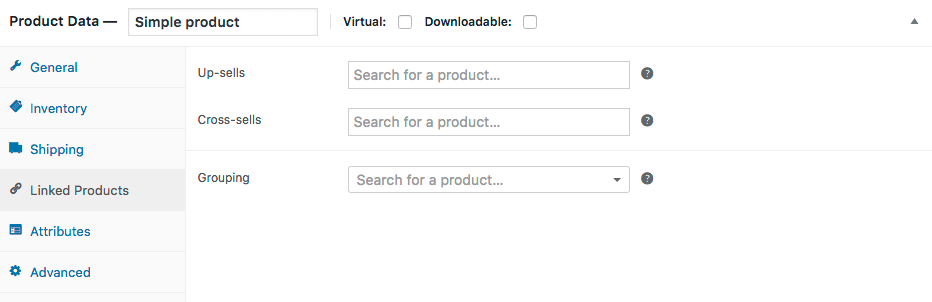 Product Data — Simple product Virtual: Downloadable:
General
Inventory
Shipping
Linked Products
Attributes
Advanced
Up-sells Search for a product...
Cross-sells Search for a product...
Grouping Search for a product...